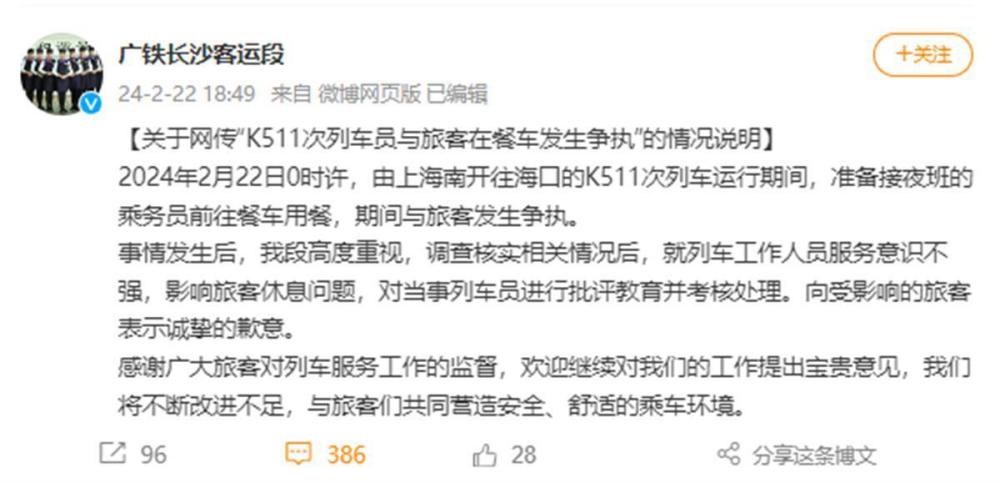 广铁长沙客运段
+关注
24-2-22 18:49 来自 微博网页版 已编辑
【关于网传“K511次列车员与旅客在餐车发生争执”的情况说明】
2024年2月22日0时许，由上海南开往海口的K511次列车运行期间，准备接夜班的
乘务员前往餐车用餐，期间与旅客发生争执。
事情发生后，我段高度重视，调查核实相关情况后，就列车工作人员服务意识不
强，影响旅客休息问题，对当事列车员进行批评教育并考核处理。向受影响的旅客
表示诚挚的歉意。
感谢广大旅客对列车服务工作的监督，欢迎继续对我们的工作提出宝贵意见，我们
将不断改进不足，与旅客们共同营造安全、舒适的乘车环境。
96 386 28 分享这条博文